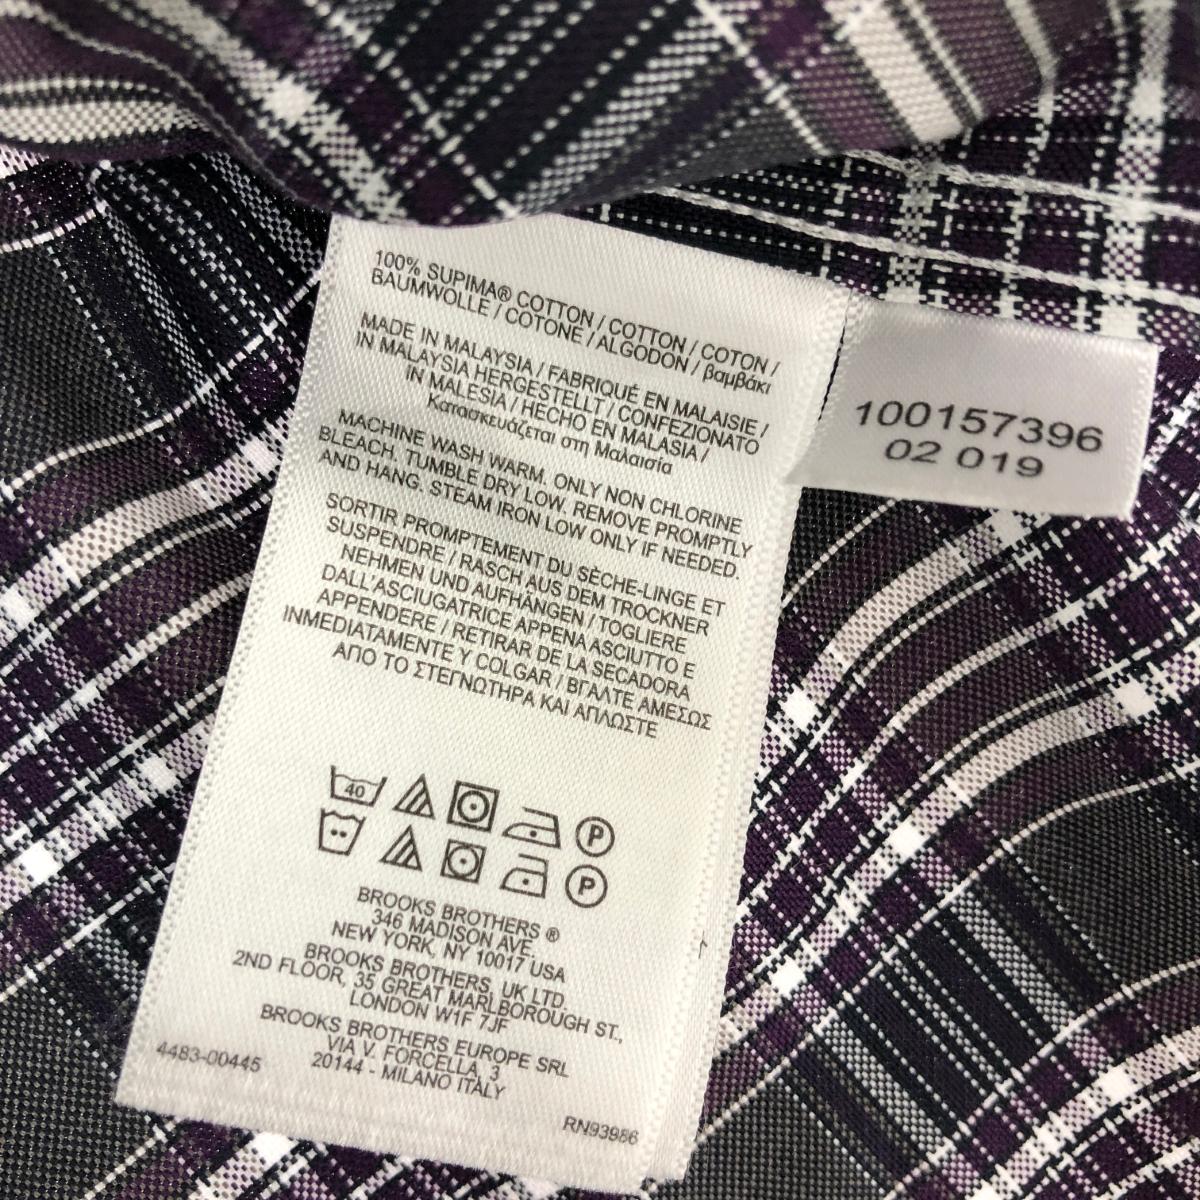 100% SUPIMA® COTTON / COTTON / COTON /
BAUMWOLLE / COTONE / ALGODON / βαμβάκι
MADE IN MALAYSIA / FABRIQUÉ EN MALAISIE /
IN MALAYSIA HERGESTELLT / CONFEZIONATO
IN MALESIA / HECHO EN MALASIA /
Κατασκευάζεται στη Μαλαισία
MACHINE WASH WARM. ONLY NON CHLORINE
BLEACH. TUMBLE DRY LOW. REMOVE PROMPTLY
AND HANG. STEAM IRON LOW ONLY IF NEEDED.
SORTIR PROMPTEMENT DU SÈCHE-LINGE ET
SUSPENDRE / RASCH AUS DEM TROCKNER
NEHMEN UND AUFHÄNGEN / TOGLIERE
DALL'ASCIUGATRICE APPENA ASCIUTTO E
APPENDERE / RETIRAR DE LA SECADORA
INMEDIATAMENTE Y COLGAR / ΒΓΑΛΤΕ ΑΜΕΣΩΣ
ΑΠΟ ΤΟ ΣΤΕΓΝΩΤΗΡΑ ΚΑΙ ΑΠΛΩΣΤΕ
40 P
P
BROOKS BROTHERS ®
346 MADISON AVE.
NEW YORK, NY 10017 USA
BROOKS BROTHERS, UK LTD.
2ND FLOOR, 35 GREAT MARLBOROUGH ST.,
LONDON W1F 7JF
BROOKS BROTHERS EUROPE SRL
VIA V. FORCELLA, 3
20144 - MILANO ITALY
4483-00445
RN93986
100157396
02 019